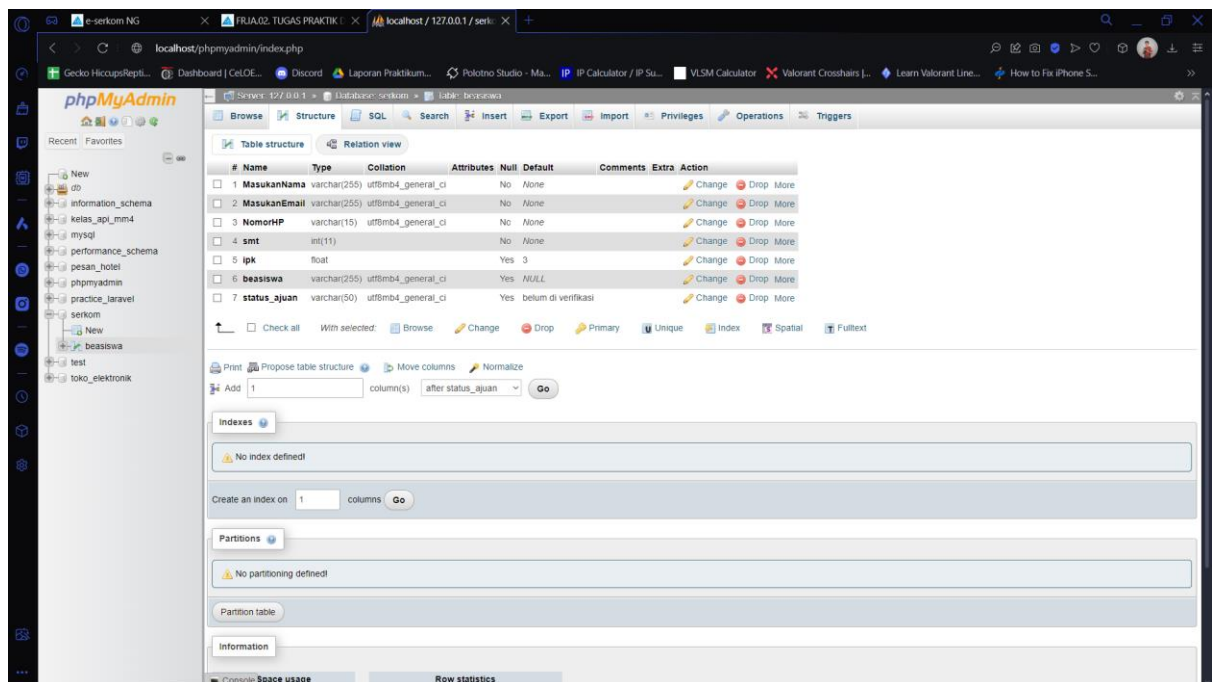 e-serkom NG
FR.IA.02. TUGAS PRAKTIK D
localhost / 127.0.0.1 / serko
localhost/phpmyadmin/index.php
Gecko HiccupsRepti... Dashboard | CeLOE... Discord Laporan Praktikum... Polotno Studio - Ma... IP Calculator / IP Su... VLSM Calculator Valorant Crosshairs |... Learn Valorant Line... How to Fix iPhone S...
phpMyAdmin
Recent Favorites
New
db
information_schema
kelas_api_mm4
mysql
performance_schema
pesan_hotel
phpmyadmin
practice_laravel
serkom
New
beasiswa
test
toko_elektronik
Server: 127.0.0.1 » Database: serkom » Table: beasiswa
Browse Structure SQL Search Insert Export Import Privileges Operations Triggers
Table structure Relation view
# Name Type Collation Attributes Null Default Comments Extra Action
1 MasukanNama varchar(255) utf8mb4_general_ci No None Change Drop More
2 MasukanEmail varchar(255) utf8mb4_general_ci No None Change Drop More
3 NomorHP varchar(15) utf8mb4_general_ci No None Change Drop More
4 smt int(11) No None Change Drop More
5 ipk float Yes 3 Change Drop More
6 beasiswa varchar(255) utf8mb4_general_ci Yes NULL Change Drop More
7 status_ajuan varchar(50) utf8mb4_general_ci Yes belum di verifikasi Change Drop More
Check all With selected: Browse Change Drop Primary Unique Index Spatial Fulltext
Print Propose table structure Move columns Normalize
Add 1 column(s) after status_ajuan Go
Indexes
No index defined!
Create an index on 1 columns Go
Partitions
No partitioning defined!
Partition table
Information
Console Space usage Row statistics